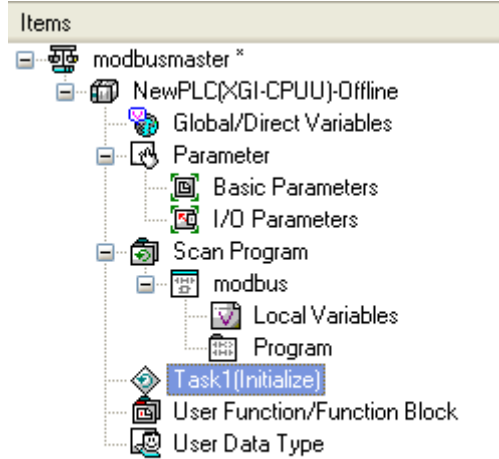 Items
modbusmaster *
NewPLC(XGI-CPUU)-Offline
Global/Direct Variables
Parameter
Basic Parameters
I/O Parameters
Scan Program
modbus
Local Variables
Program
Task1(Initialize)
User Function/Function Block
User Data Type